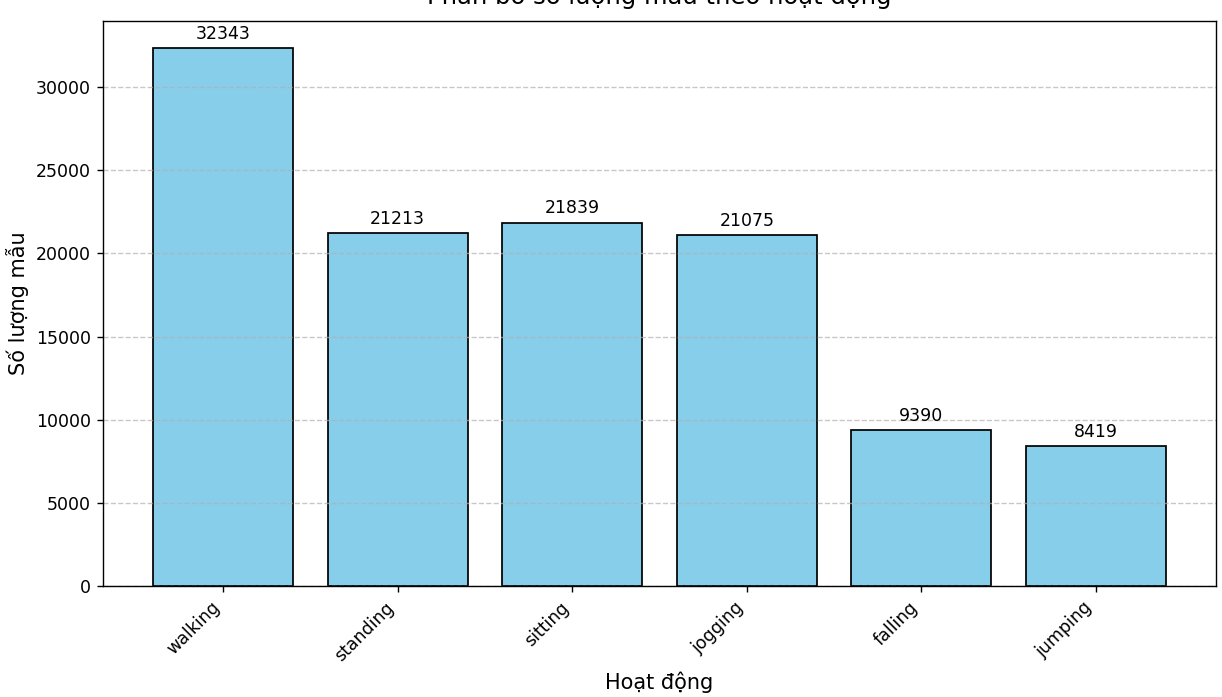 32343
21213
21839
21075
9390
8419
30000
25000
20000
15000
10000
5000
0
Số lượng mẫu
walking
standing
sitting
jogging
falling
jumping
Hoạt động